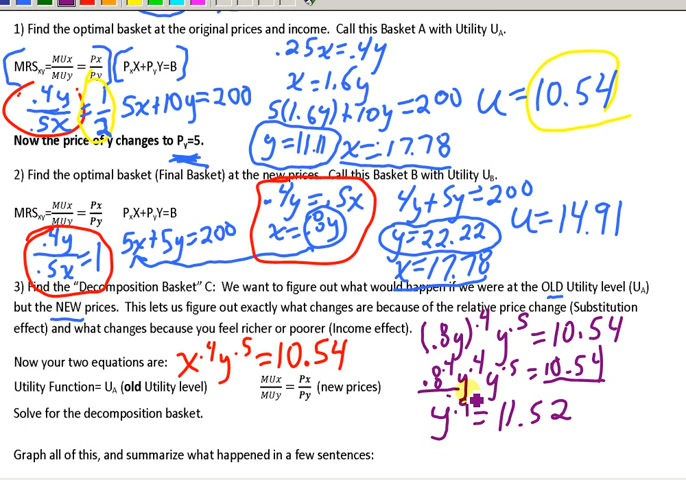 1) Find the optimal basket at the original prices and income. Call this Basket A with Utility UA.
.25x=.4y
MRSxy=MUx/MUy=Px/Py PxX+PyY=B
x=1.6y
.4y/.5x=1/2 5x+10y=200
5(1.6y)+10y=200
u=10.54
Now the price of y changes to Py=5.
y=11.11 x=17.78
2) Find the optimal basket (Final Basket) at the new prices. Call this Basket B with Utility UB.
.4y=.5x 4y+5y=200
MRSxy=MUx/MUy=Px/Py PxX+PyY=B
x=.8y y=22.22 u=14.91
.4y/.5x=1 5x+5y=200
x=17.78
3) Find the “Decomposition Basket” C: We want to figure out what would happen if we were at the OLD Utility level (UA)
but the NEW prices. This lets us figure out exactly what changes are because of the relative price change (Substitution
effect) and what changes because you feel richer or poorer (Income effect).
(.8y)^.4 y^.5=10.54
Now your two equations are: x^.4y^.5=10.54
.8^.4 y^.4 y^.5=10.54
Utility Function= UA (old Utility level) MUx/MUy=Px/Py (new prices)
y^.9=11.52
Solve for the decomposition basket.
Graph all of this, and summarize what happened in a few sentences: